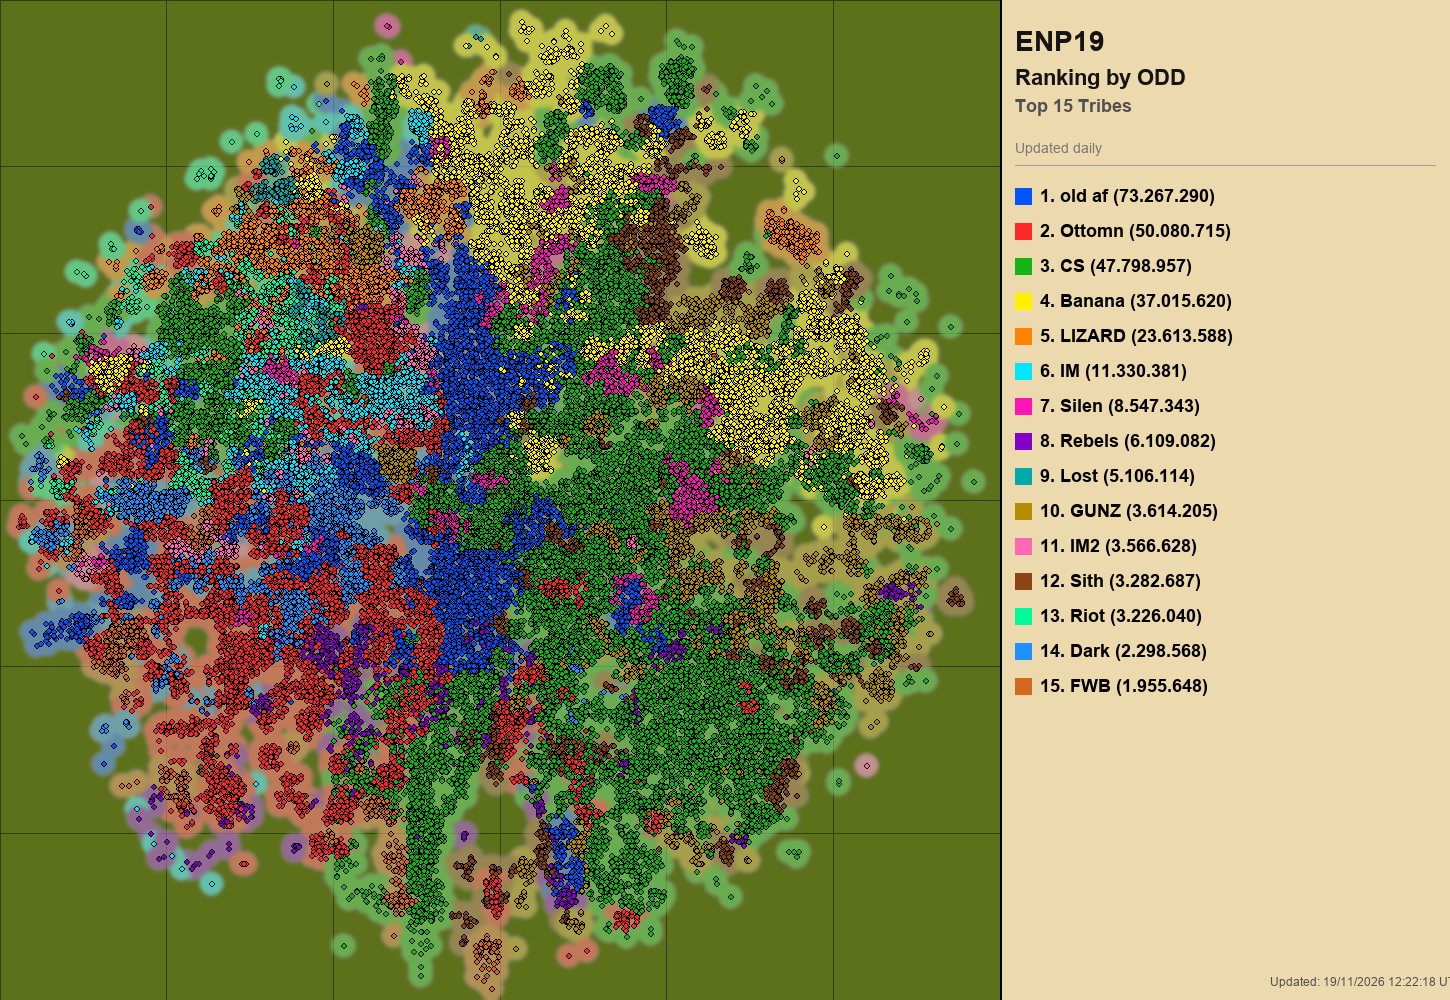 ENP19
Ranking by ODD
Top 15 Tribes
Updated daily
1. old af (73.267.290)
2. Ottomn (50.080.715)
3. CS (47.798.957)
4. Banana (37.015.620)
5. LIZARD (23.613.588)
6. IM (11.330.381)
7. Silen (8.547.343)
8. Rebels (6.109.082)
9. Lost (5.106.114)
10. GUNZ (3.614.205)
11. IM2 (3.566.628)
12. Sith (3.282.687)
13. Riot (3.226.040)
14. Dark (2.298.568)
15. FWB (1.955.648)
Updated: 19/11/2026 12:22:18 U